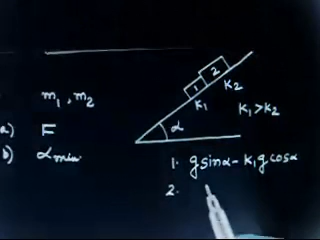 m₁, m₂
a) F
b) αmin
1 2
K₁ K₂
K₁ > K₂
α
1. g sinα - K₁ g cosα
2.